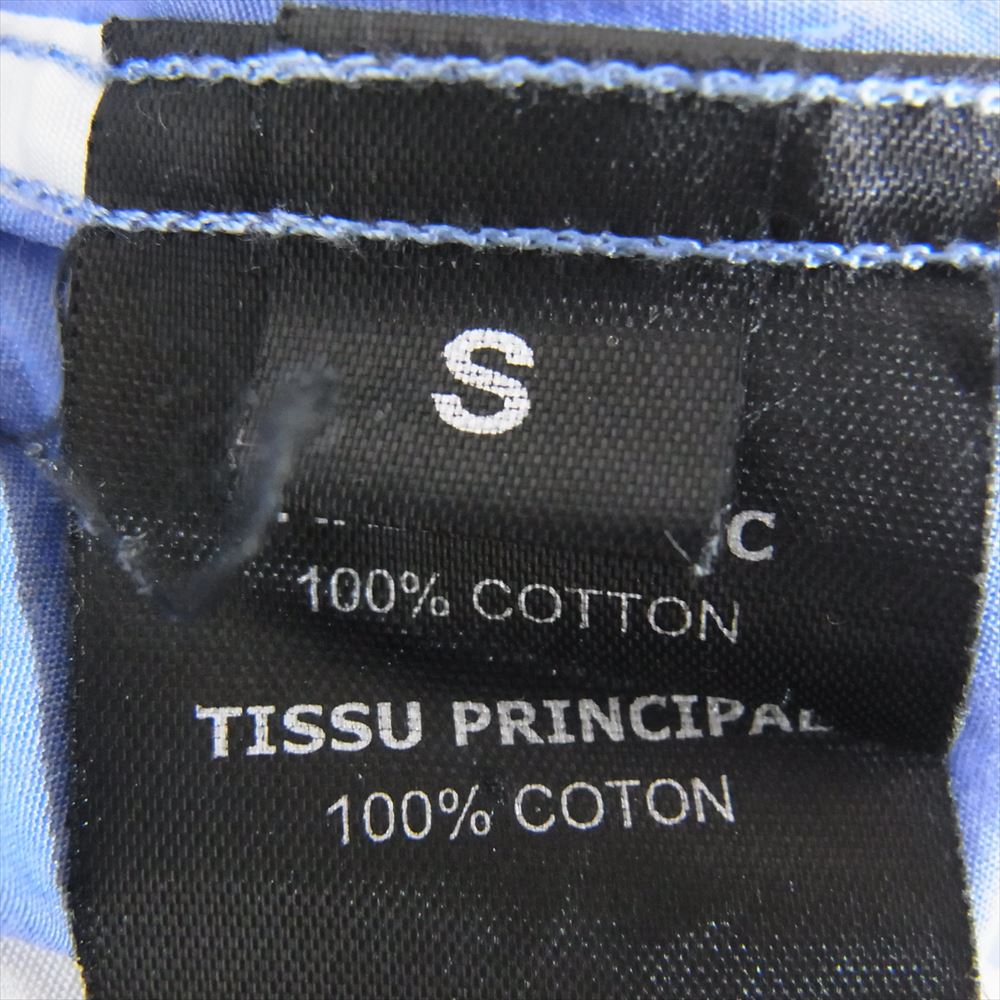 S
C
100% COTTON
TISSU PRINCIPAL
100% COTON